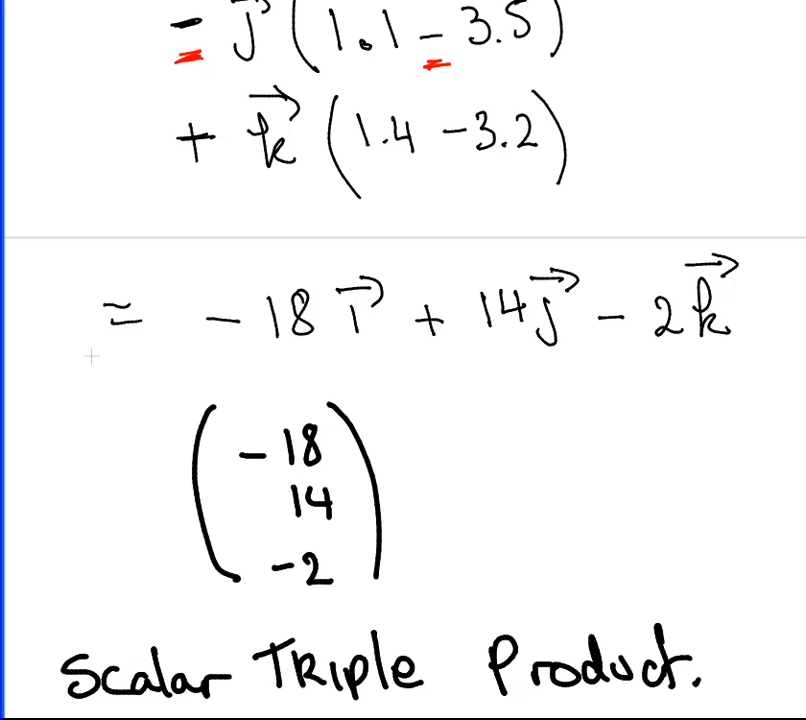 - j⃗ (1.1 - 3.5)
+ k⃗ (1.4 - 3.2)
= - 18 i⃗ + 14 j⃗ - 2 k⃗
- 18
14
- 2
Scalar TRIple Product.